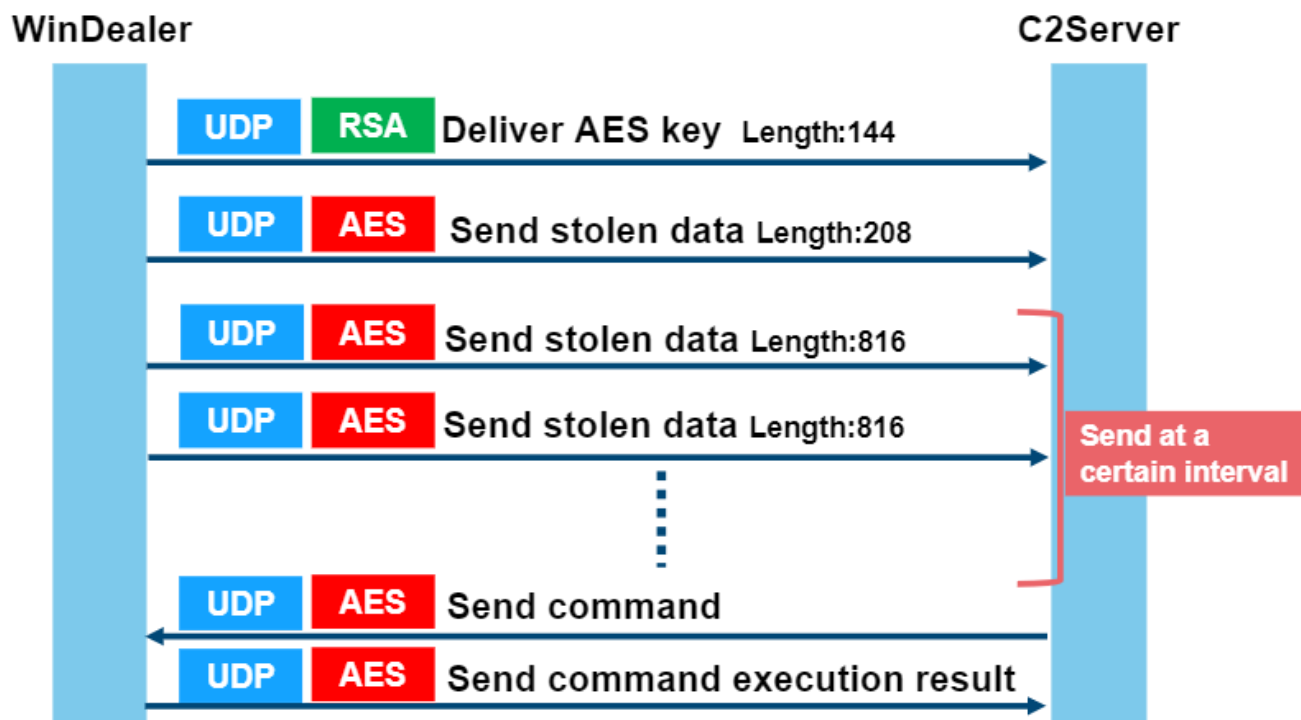 WinDealer C2Server
UDP RSA Deliver AES key Length:144
UDP AES Send stolen data Length:208
UDP AES Send stolen data Length:816
UDP AES Send stolen data Length:816
Send at a
certain interval
UDP AES Send command
UDP AES Send command execution result